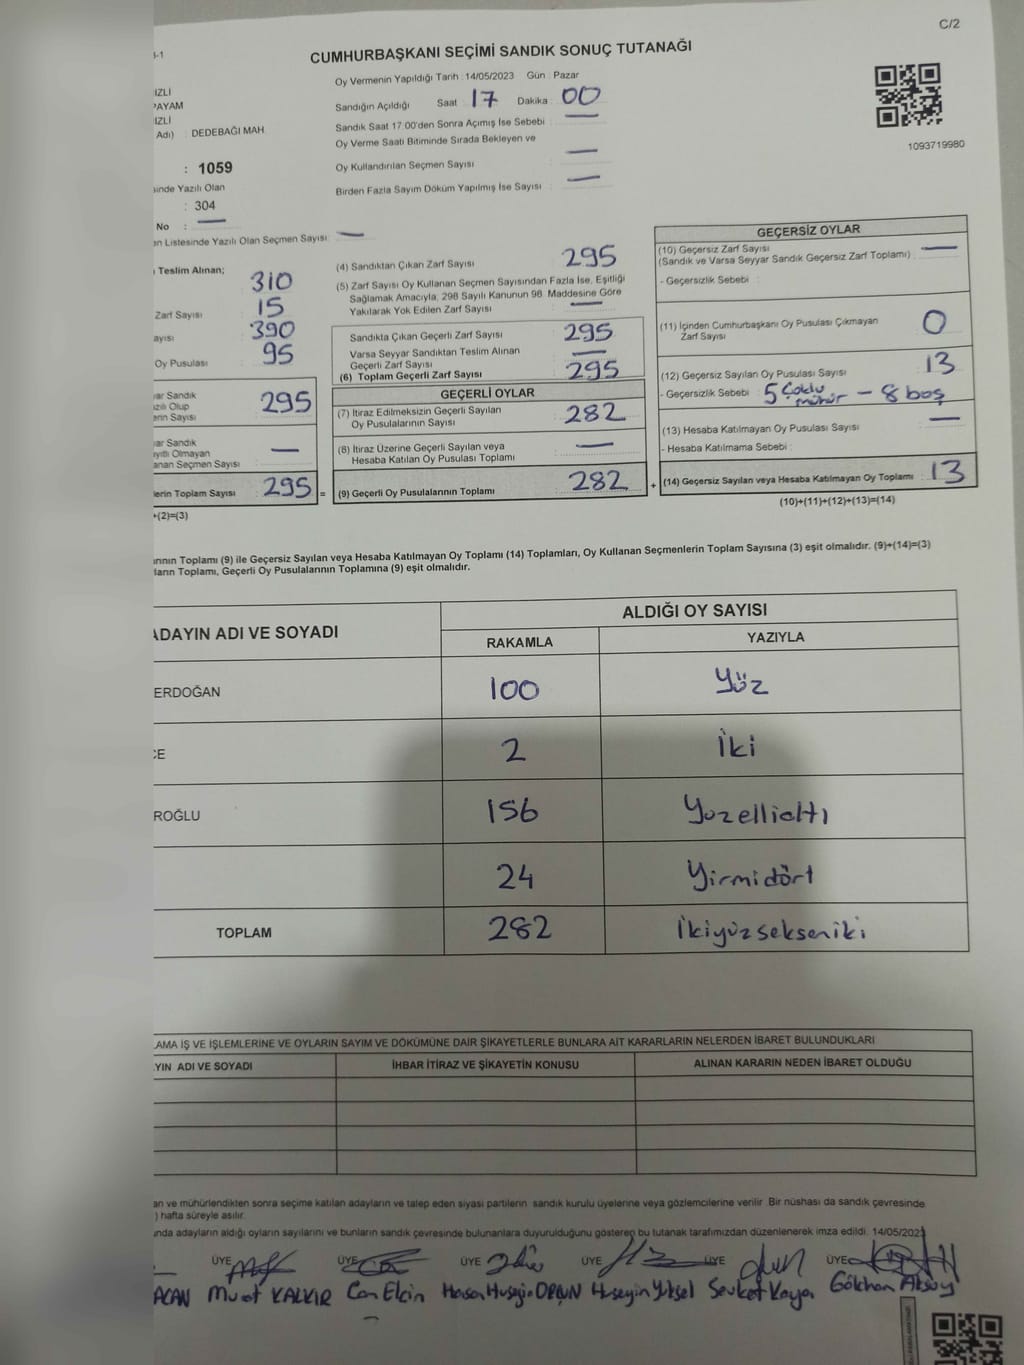 C/2
CUMHURBAŞKANI SEÇİMİ SANDIK SONUÇ TUTANAĞI
Oy Vermenin Yapıldığı Tarih : 14/05/2023 Gün : Pazar
Sandığın Açıldığı Saat : 17 Dakika : 00
Sandık Saat 17:00'den Sonra Açımış İse Sebebi : —
Oy Verme Saati Bitiminde Sırada Bekleyen ve
Oy Kullandırılan Seçmen Sayısı : —
Birden Fazla Sayım Döküm Yapılmış İse Sayısı : —
1093719980
IZLİ
PAYAM
IZLİ
Adı) : DEDEBAĞI MAH.
: 1059
sinde Yazılı Olan
: 304
No : —
en Listesinde Yazılı Olan Seçmen Sayısı: —
Teslim Alınan;
310
Zarf Sayısı 15
ayısı 390
Oy Pusulası 95
yar Sandık
zılı Olup
erin Sayısı 295
yar Sandık
yıtlı Olmayan
anan Seçmen Sayısı —
lerin Toplam Sayısı 295 =
+(2)=(3)
(4) Sandıktan Çıkan Zarf Sayısı : 295
(5) Zarf Sayısı Oy Kullanan Seçmen Sayısından Fazla İse, Eşitliği
Sağlamak Amacıyla, 298 Sayılı Kanunun 98. Maddesine Göre
Yakılarak Yok Edilen Zarf Sayısı : —
Sandıkta Çıkan Geçerli Zarf Sayısı : 295
Varsa Seyyar Sandıktan Teslim Alınan
Geçerli Zarf Sayısı : —
(6) Toplam Geçerli Zarf Sayısı : 295
GEÇERLİ OYLAR
(7) İtiraz Edilmeksizin Geçerli Sayılan
Oy Pusulalarının Sayısı : 282
(8) İtiraz Üzerine Geçerli Sayılan veya
Hesaba Katılan Oy Pusulası Toplamı : —
(9) Geçerli Oy Pusulalarının Toplamı : 282 +
GEÇERSİZ OYLAR
(10) Geçersiz Zarf Sayısı
(Sandık ve Varsa Seyyar Sandık Geçersiz Zarf Toplamı) : —
- Geçersizlik Sebebi :
(11) İçinden Cumhurbaşkanı Oy Pusulası Çıkmayan
Zarf Sayısı : 0
(12) Geçersiz Sayılan Oy Pusulası Sayısı : 13
- Geçersizlik Sebebi : 5 Çoklu mühür - 8 boş
(13) Hesaba Katılmayan Oy Pusulası Sayısı : —
- Hesaba Katılmama Sebebi :
(14) Geçersiz Sayılan veya Hesaba Katılmayan Oy Toplamı : 13
(10)+(11)+(12)+(13)=(14)
ının Toplamı (9) ile Geçersiz Sayılan veya Hesaba Katılmayan Oy Toplamı (14) Toplamları, Oy Kullanan Seçmenlerin Toplam Sayısına (3) eşit olmalıdır. (9)+(14)=(3)
ların Toplamı, Geçerli Oy Pusulalarının Toplamına (9) eşit olmalıdır.
ADAYIN ADI VE SOYADI ALDIĞI OY SAYISI
RAKAMLA YAZIYLA
ERDOĞAN 100 Yüz
CE 2 İki
ROĞLU 156 Yüzellialtı
24 Yirmidört
TOPLAM 282 İkiyüzsekseniki
AMA İŞ VE İŞLEMLERİNE VE OYLARIN SAYIM VE DÖKÜMÜNE DAİR ŞİKAYETLERLE BUNLARA AİT KARARLARIN NELERDEN İBARET BULUNDUKLARI
YIN ADI VE SOYADI İHBAR İTİRAZ VE ŞİKAYETİN KONUSU ALINAN KARARIN NEDEN İBARET OLDUĞU
an ve mühürlendikten sonra seçime katılan adayların ve talep eden siyasi partilerin, sandık kurulu üyelerine veya gözlemcilerine verilir. Bir nüshası da sandık çevresinde
) hafta süreyle asılır.
ında adayların aldığı oyların sayılarını ve bunların sandık çevresinde bulunanlara duyurulduğunu gösteren bu tutanak tarafımızdan düzenlenerek imza edildi. 14/05/2023
ÜYE ÜYE ÜYE ÜYE ÜYE ÜYE
ACAN Murat KALKIR Can Elçin Hasan Hüseyin Hüseyin Yüksel Sevket Kaya Gökhan Aksoy